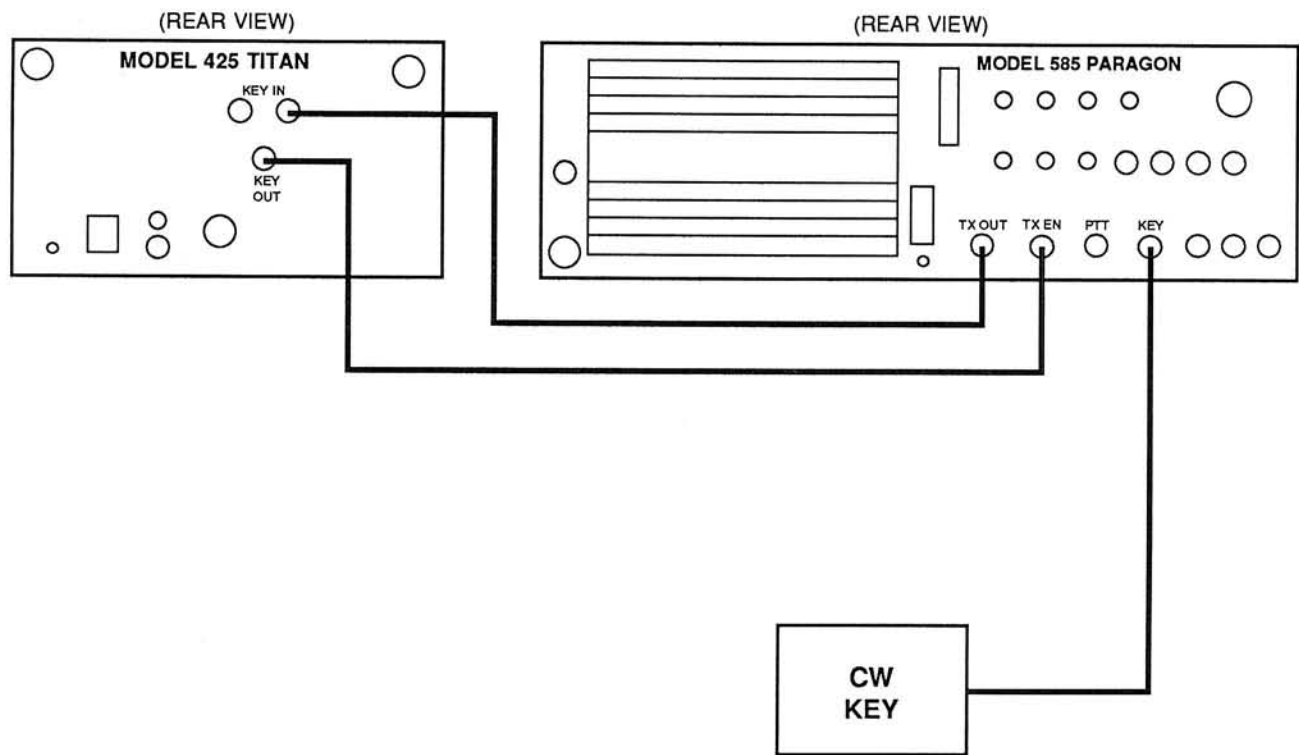 (REAR VIEW)
MODEL 425 TITAN
KEY IN
KEY
OUT
(REAR VIEW)
MODEL 585 PARAGON
TX OUT
TX EN
PTT
KEY
CW
KEY